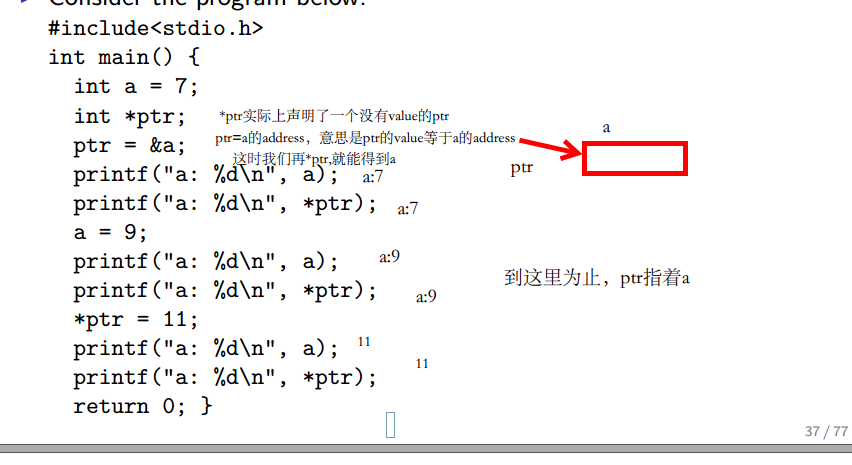 Consider the program below:
#include<stdio.h>
int main() {
int a = 7;
int *ptr; *ptr实际上声明了一个没有value的ptr
a
ptr = &a; ptr=a的address，意思是ptr的value等于a的address
这时我们再*ptr,就能得到a
ptr
printf("a: %d\n", a); a:7
printf("a: %d\n", *ptr); a:7
a = 9;
printf("a: %d\n", a); a:9
到这里为止，ptr指着a
printf("a: %d\n", *ptr); a:9
*ptr = 11;
printf("a: %d\n", a); 11
printf("a: %d\n", *ptr); 11
return 0; }
37 / 77